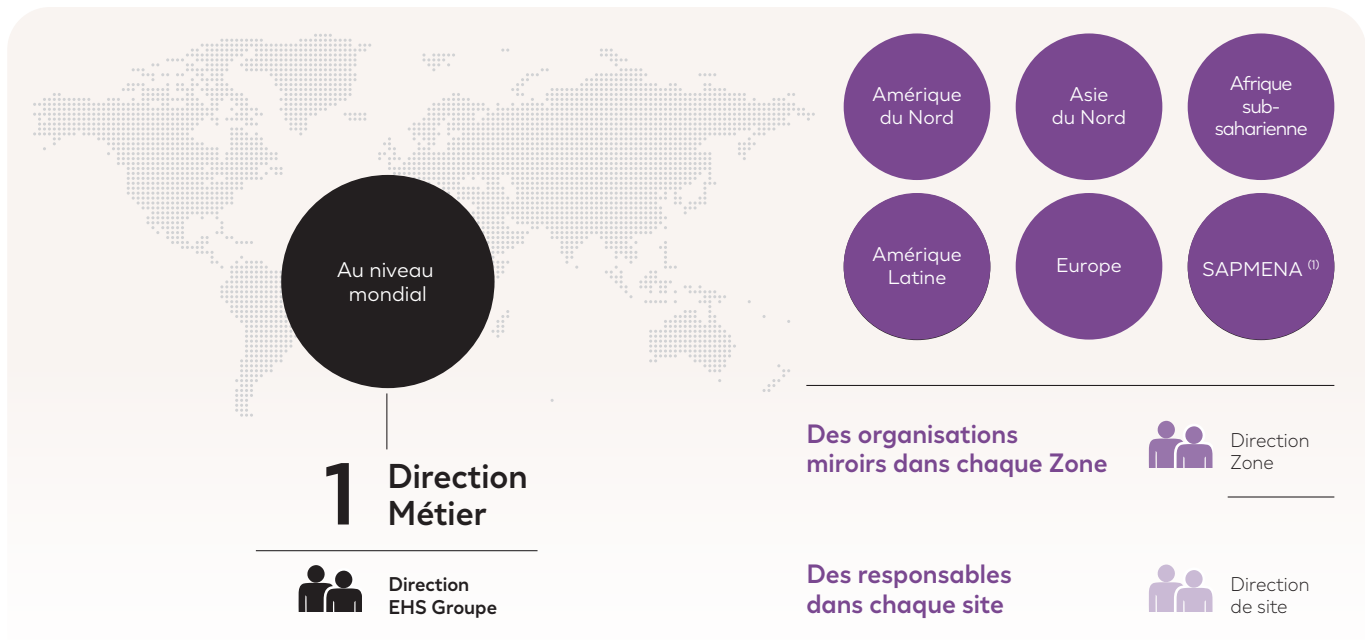 Au niveau
mondial
1
Direction
Métier
Direction
EHS Groupe
Amérique
du Nord
Asie
du Nord
Afrique
sub-
saharienne
Amérique
Latine
Europe
SAPMENA (1)
Des organisations
miroirs dans chaque Zone
Direction
Zone
Des responsables
dans chaque site
Direction
de site